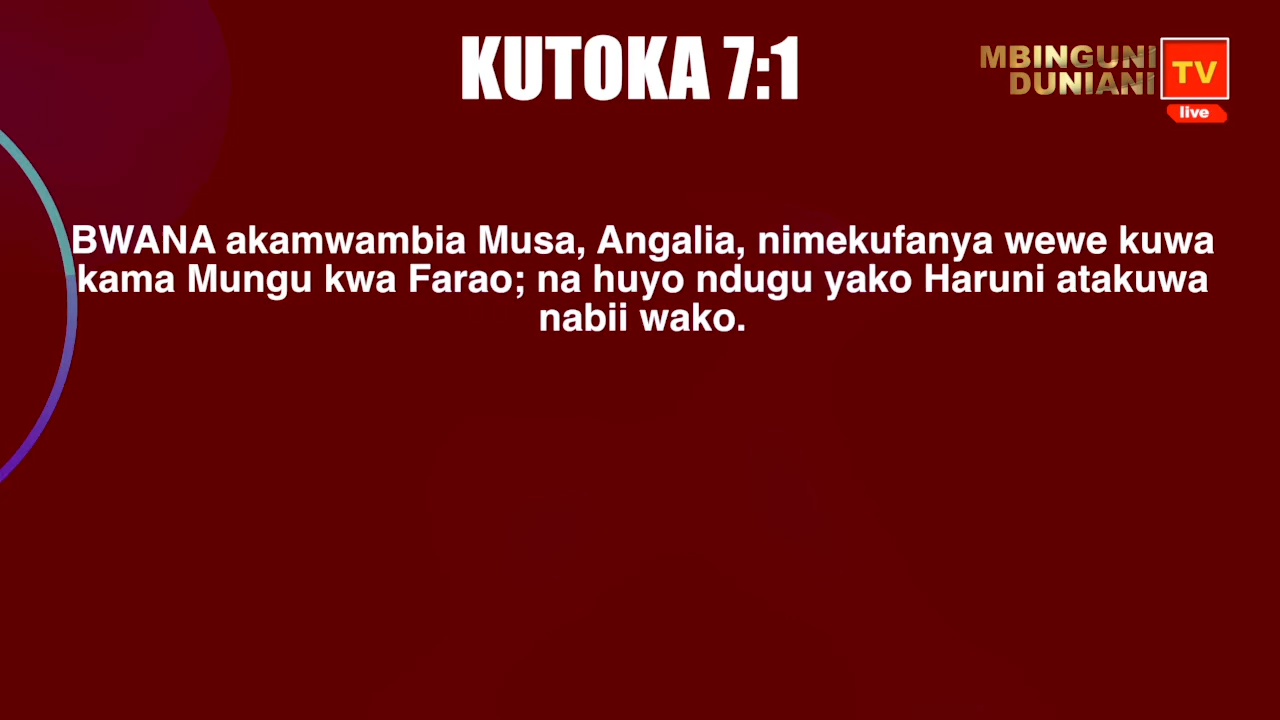 KUTOKA 7:1
MBINGUNI
DUNIANI
TV
live
BWANA akamwambia Musa, Angalia, nimekufanya wewe kuwa
kama Mungu kwa Farao; na huyo ndugu yako Haruni atakuwa
nabii wako.